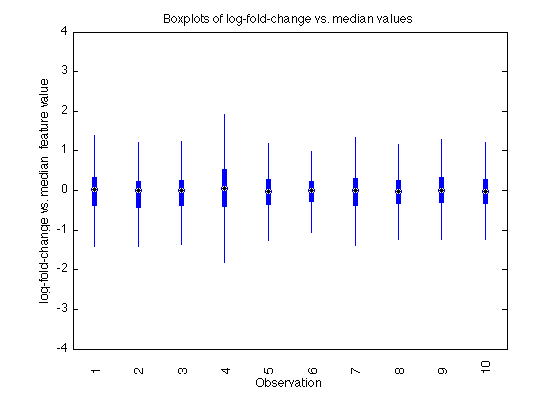 Boxplots of log-fold-change vs. median values
log-fold-change vs. median feature value
4
3
2
1
0
-1
-2
-3
-4
1 2 3 4 5 6 7 8 9 10
Observation